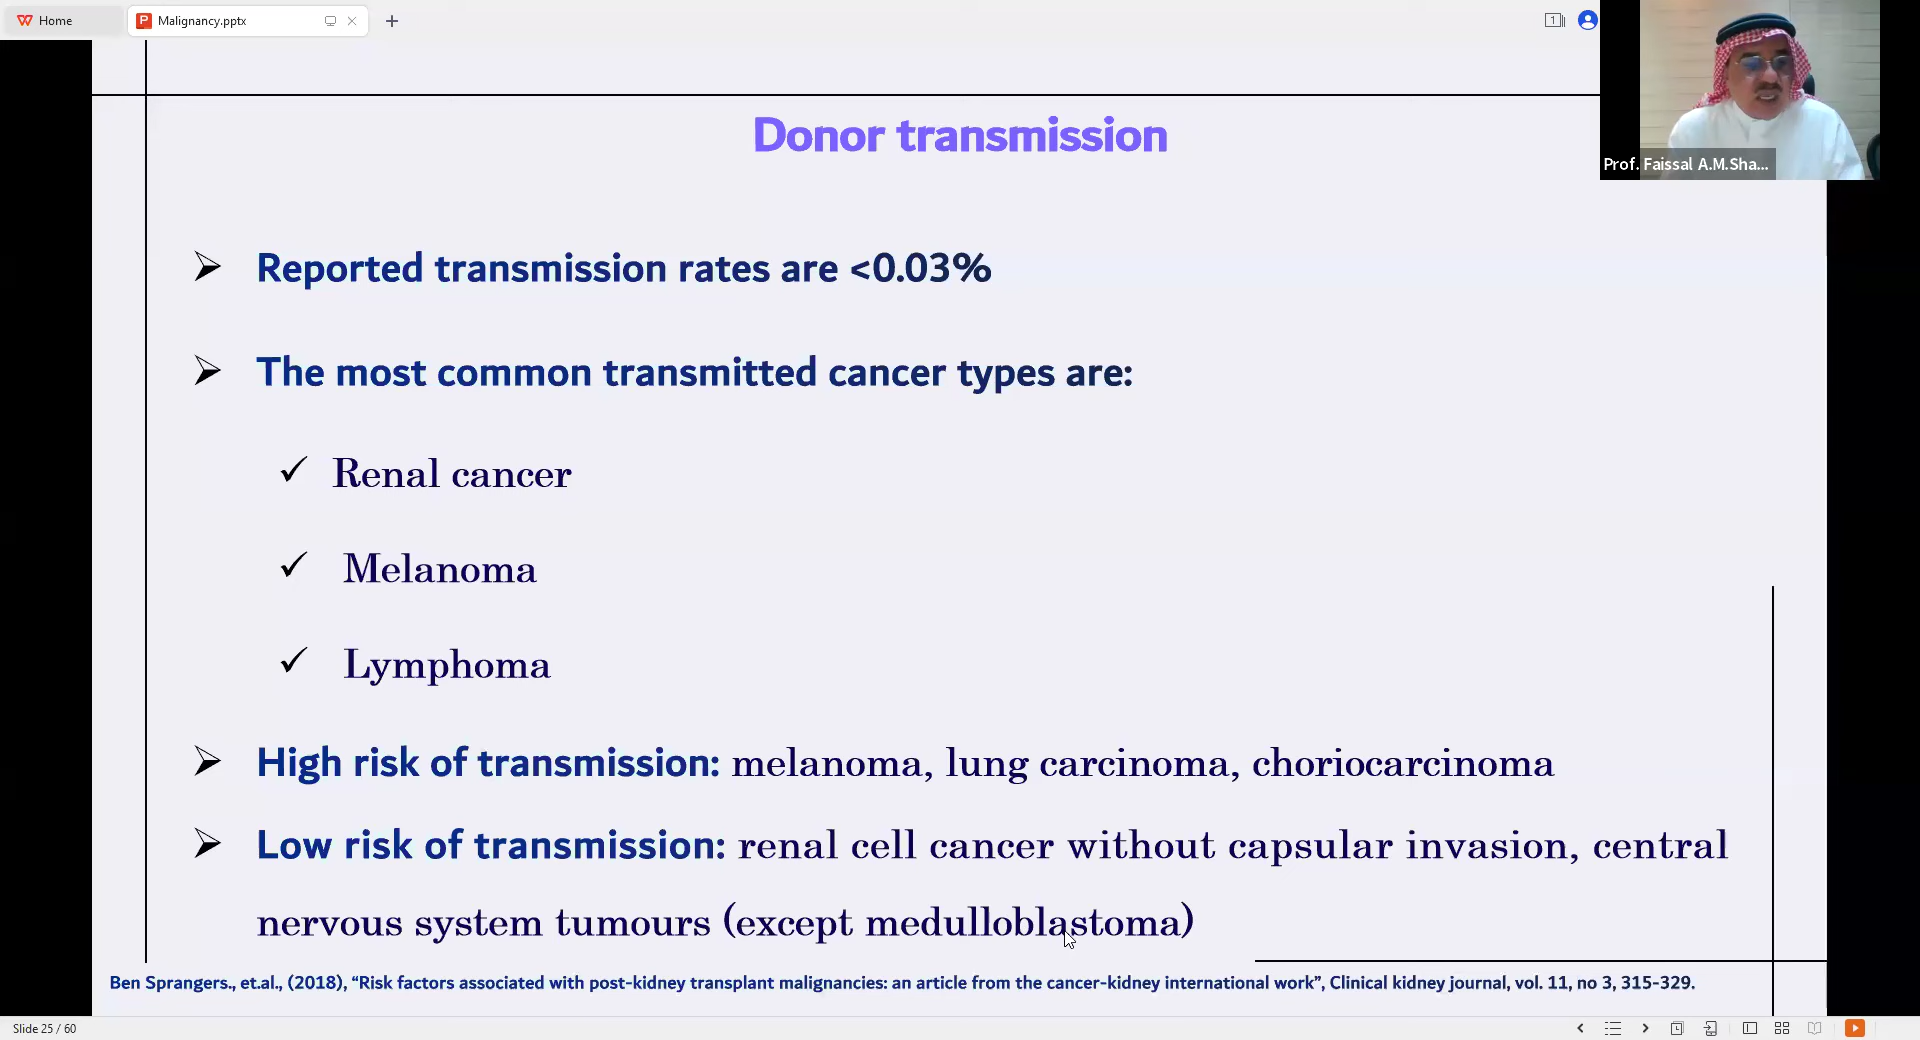 Home
Malignancy.pptx
1
Prof. Faissal A.M.Sha...
Donor transmission
Reported transmission rates are <0.03%
The most common transmitted cancer types are:
Renal cancer
Melanoma
Lymphoma
High risk of transmission: melanoma, lung carcinoma, choriocarcinoma
Low risk of transmission: renal cell cancer without capsular invasion, central
nervous system tumours (except medulloblastoma)
Ben Sprangers., et.al., (2018), “Risk factors associated with post-kidney transplant malignancies: an article from the cancer-kidney international work”, Clinical kidney journal, vol. 11, no 3, 315-329.
Slide 25 / 60